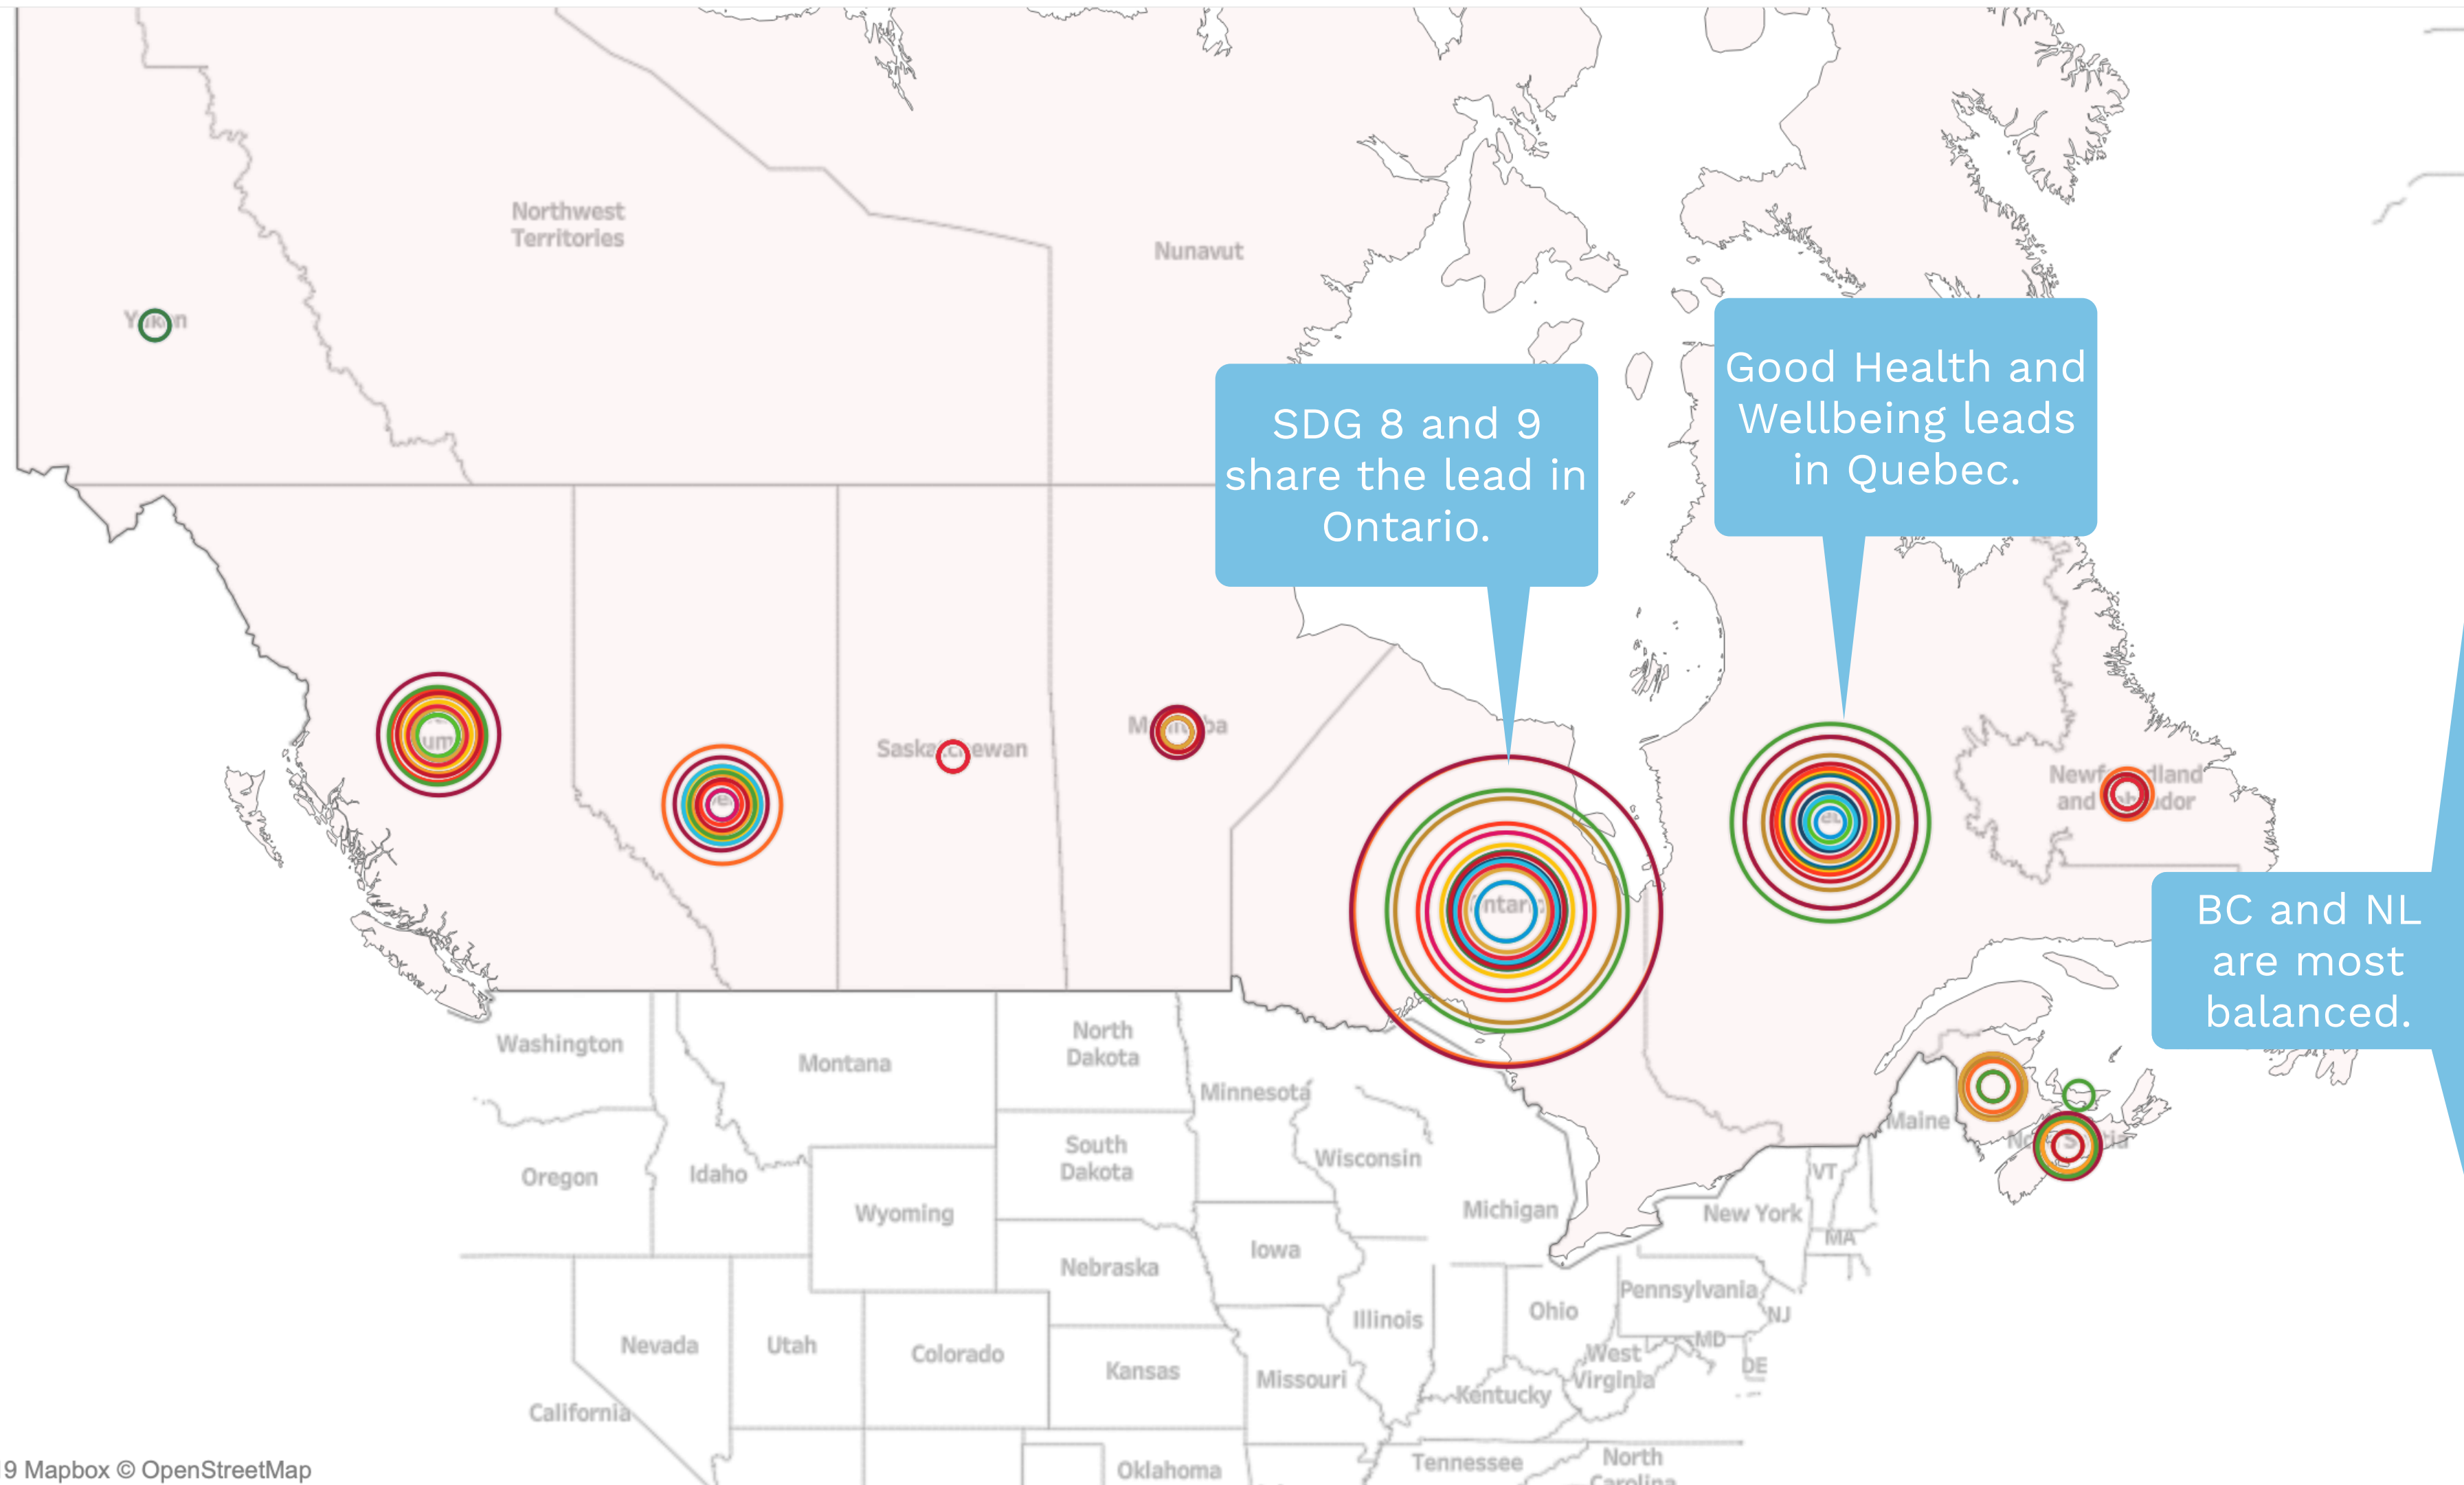 Northwest
Territories
Nunavut
Good Health and
Wellbeing leads
in Quebec.
SDG 8 and 9
share the lead in
Ontario.
BC and NL
are most
balanced.
Washington
North
Dakota
Montana
Minnesota
Maine
South
Dakota
Oregon
Idaho
Wisconsin
VT
Wyoming
Michigan
New York
MA
Iowa
Nebraska
Pennsylvania
Ohio
NJ
Illinois
Nevada
Utah
Colorado
MD
West
Virginia
DE
Kansas
Missouri
Kentucky
California
Tennessee
North
Carolina
Oklahoma
9 Mapbox © OpenStreetMap